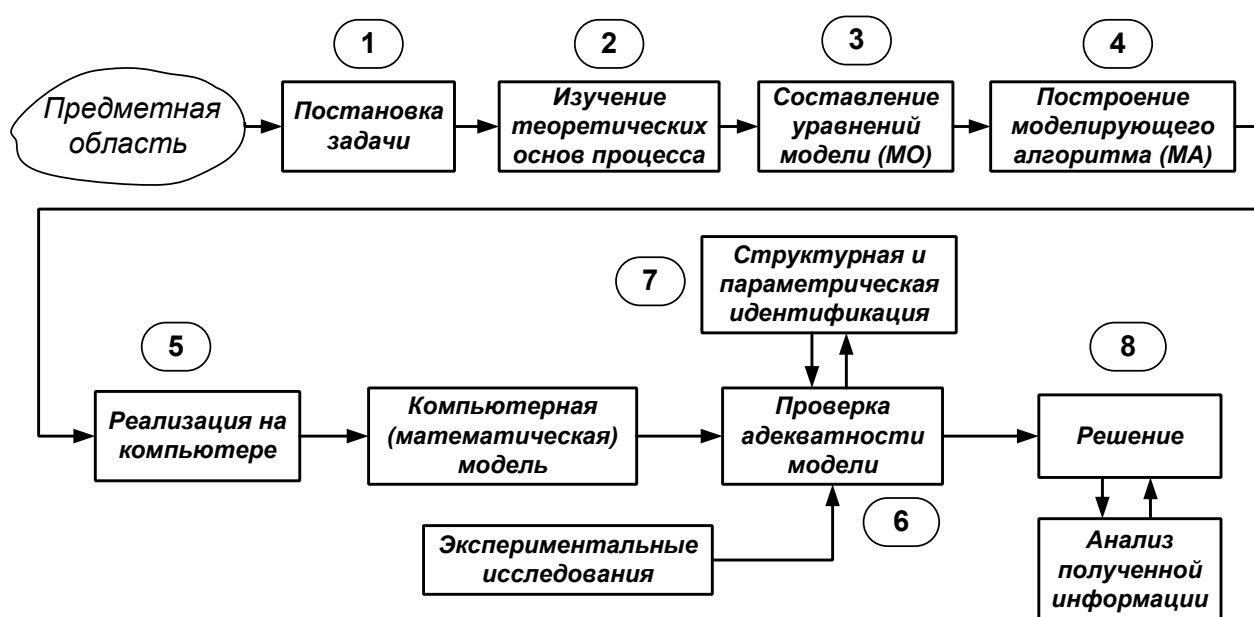 1
2
3
4
Предметная
область
Постановка
задачи
Изучение
теоретических
основ процесса
Составление
уравнений
модели (МО)
Построение
моделирующего
алгоритма (МА)
7
Структурная и
параметрическая
идентификация
5
8
Реализация на
компьютере
Компьютерная
(математическая)
модель
Проверка
адекватности
модели
Решение
6
Экспериментальные
исследования
Анализ
полученной
информации